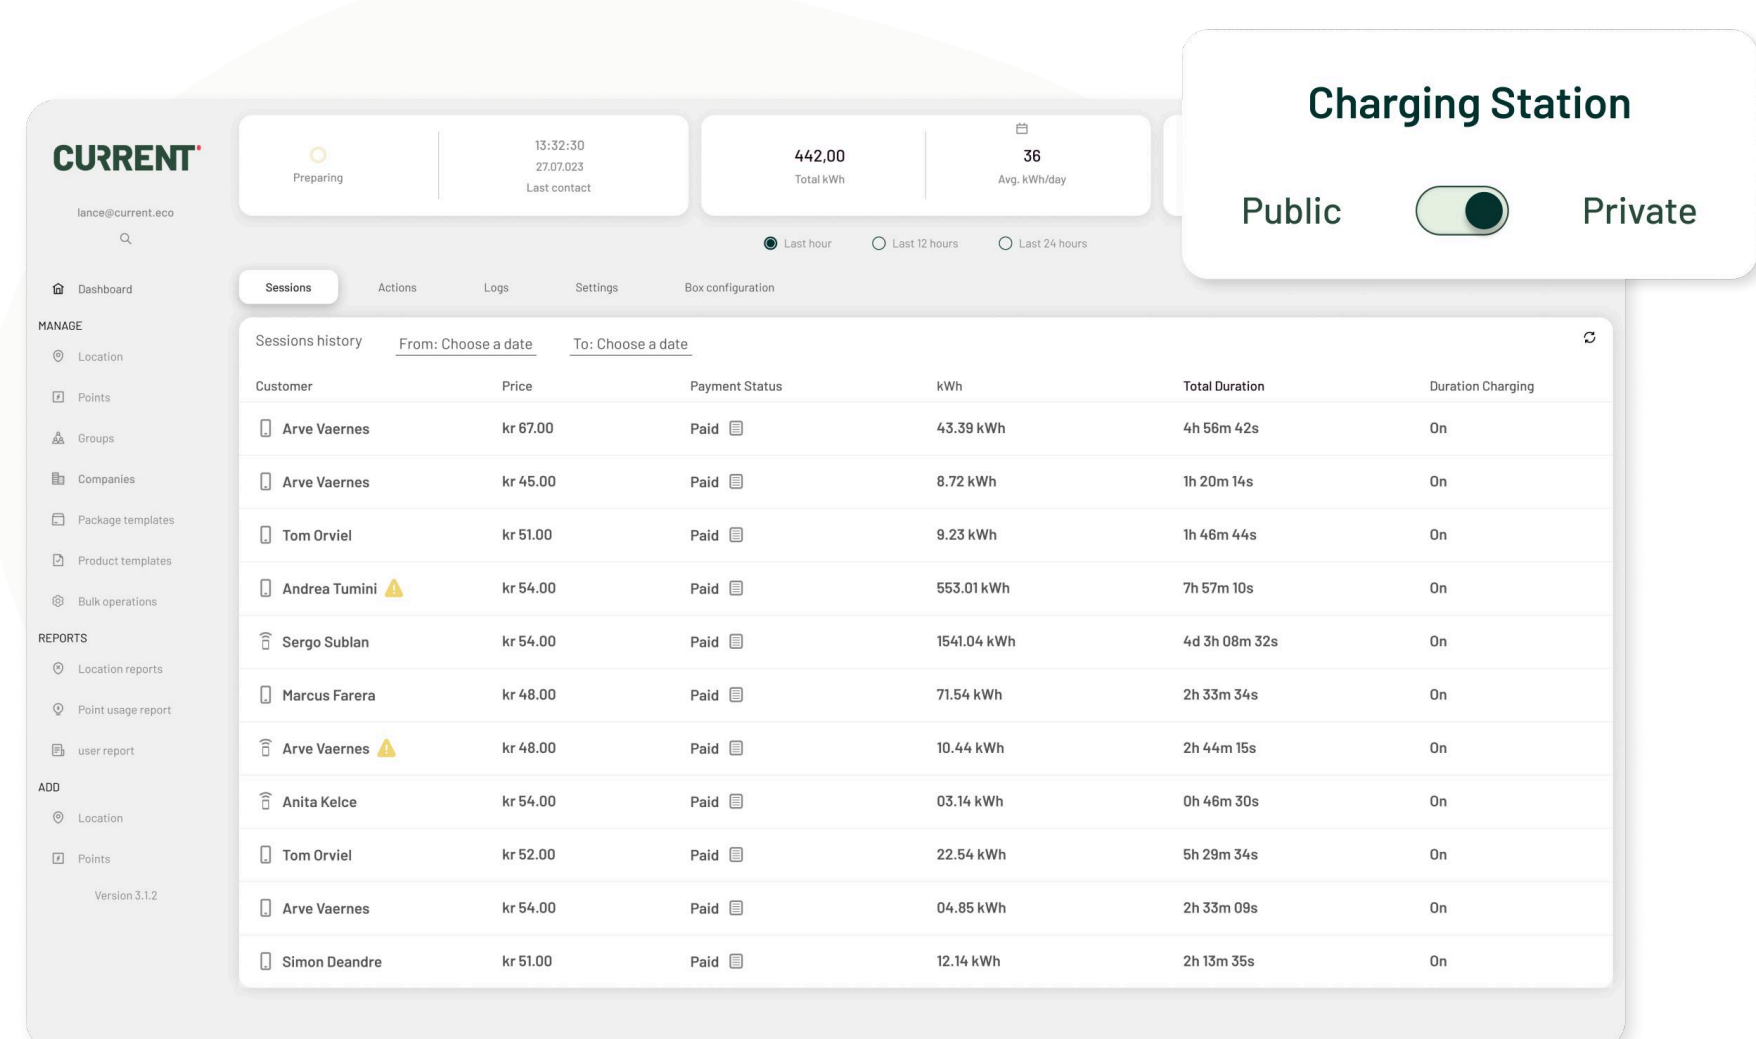 Charging Station
Public Private
CURRENT
lance@current.eco
Dashboard
MANAGE
Location
Points
Groups
Companies
Package templates
Product templates
Bulk operations
REPORTS
Location reports
Point usage report
user report
ADD
Location
Points
Version 3.1.2
Preparing
13:32:30
27.07.023
Last contact
442,00
Total kWh
36
Avg. kWh/day
Last hour Last 12 hours Last 24 hours
Sessions Actions Logs Settings Box configuration
Sessions history From: Choose a date To: Choose a date
Customer Price Payment Status kWh Total Duration Duration Charging
Arve Vaernes kr 67.00 Paid 43.39 kWh 4h 56m 42s On
Arve Vaernes kr 45.00 Paid 8.72 kWh 1h 20m 14s On
Tom Orviel kr 51.00 Paid 9.23 kWh 1h 46m 44s On
Andrea Tumini kr 54.00 Paid 553.01 kWh 7h 57m 10s On
Sergo Sublan kr 54.00 Paid 1541.04 kWh 4d 3h 08m 32s On
Marcus Farera kr 48.00 Paid 71.54 kWh 2h 33m 34s On
Arve Vaernes kr 48.00 Paid 10.44 kWh 2h 44m 15s On
Anita Kelce kr 54.00 Paid 03.14 kWh 0h 46m 30s On
Tom Orviel kr 52.00 Paid 22.54 kWh 5h 29m 34s On
Arve Vaernes kr 54.00 Paid 04.85 kWh 2h 33m 09s On
Simon Deandre kr 51.00 Paid 12.14 kWh 2h 13m 35s On